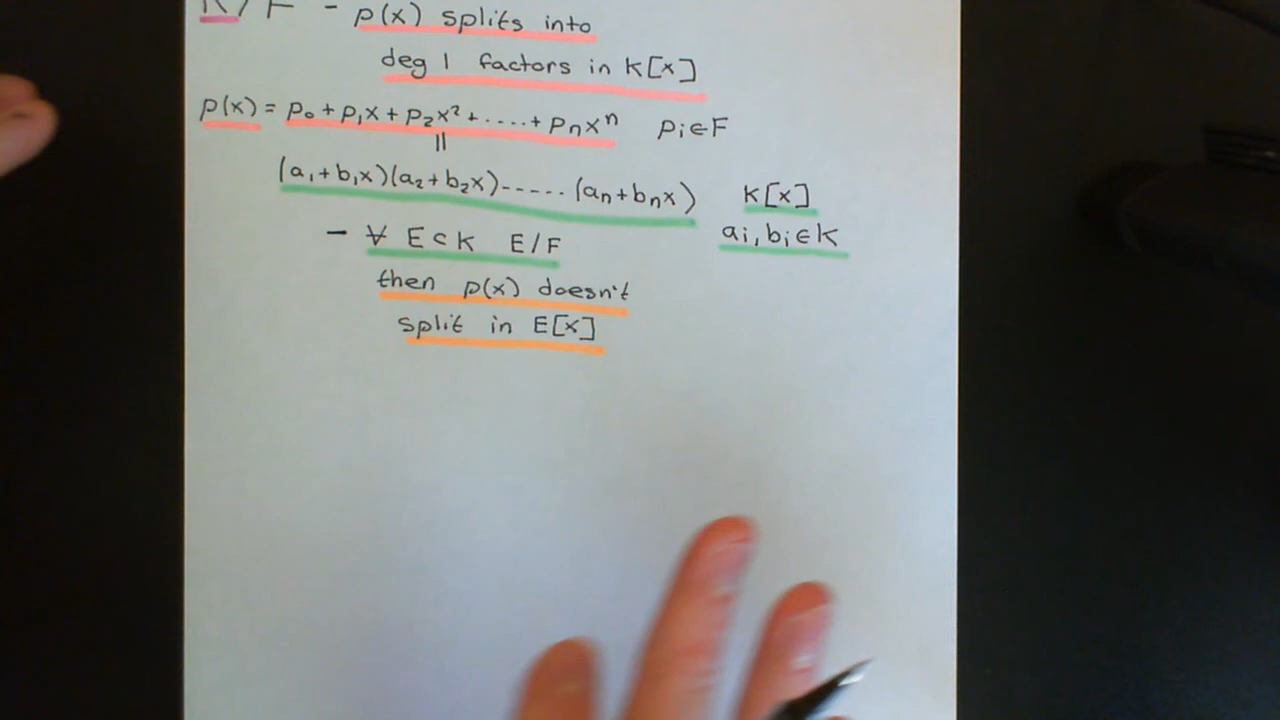 K/F - p(x) splits into
deg 1 factors in K[x]
p(x) = p₀ + p₁x + p₂x² + .... + pₙxⁿ pᵢ∈F
=
(a₁+b₁x)(a₂+b₂x)----- (aₙ+bₙx) K[x]
aᵢ,bᵢ∈K
- ∀ E⊂K E/F
then p(x) doesn't
split in E[x]